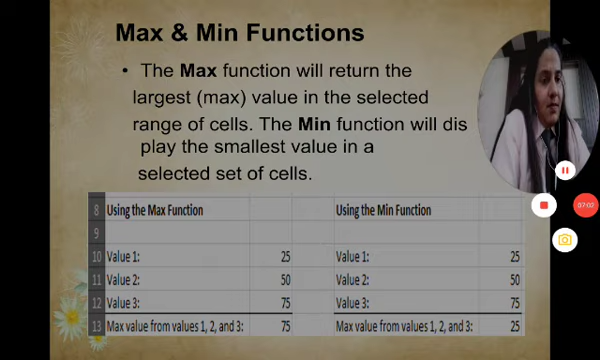 Max & Min Functions
• The Max function will return the
largest (max) value in the selected
range of cells. The Min function will dis
play the smallest value in a
selected set of cells.
8 Using the Max Function Using the Min Function
9
10 Value 1: 25 Value 1: 25
11 Value 2: 50 Value 2: 50
12 Value 3: 75 Value 3: 75
13 Max value from values 1, 2, and 3: 75 Max value from values 1, 2, and 3: 25
07:07